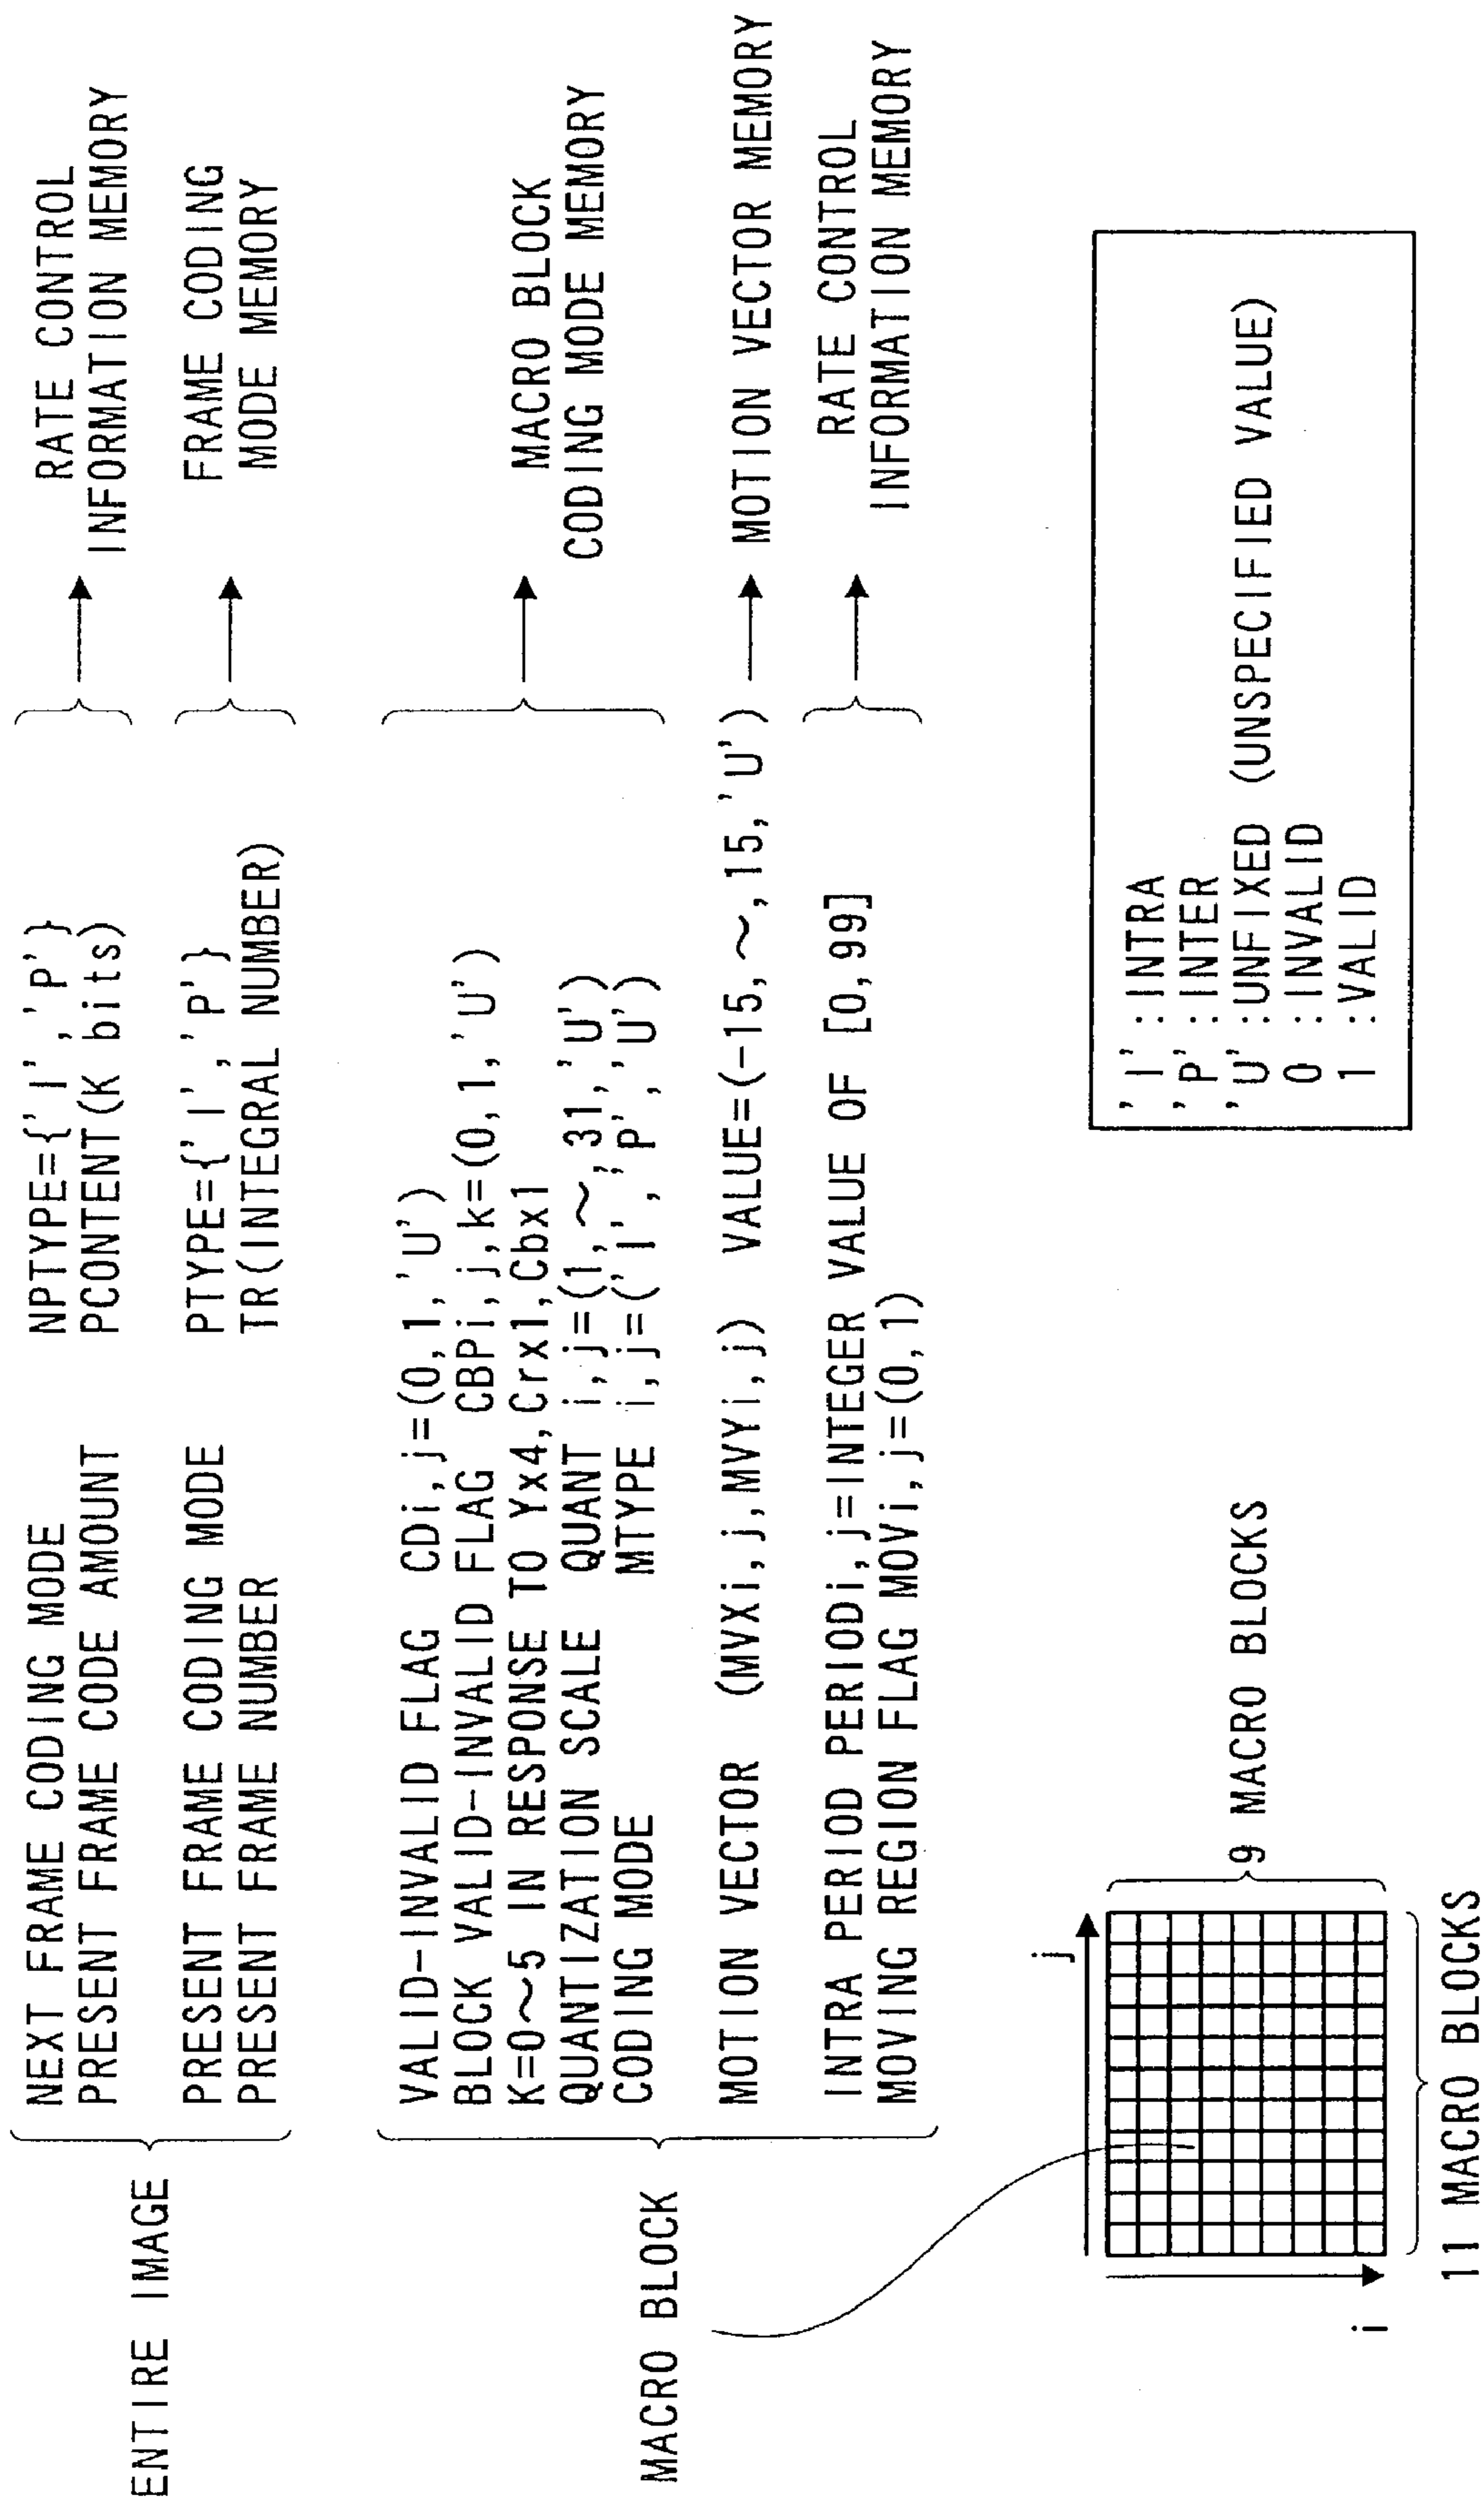 ENTIRE IMAGE
NEXT FRAME CODING MODE NPTYPE={'I','P'}
PRESENT FRAME CODE AMOUNT PCONTENT(K bits)
RATE CONTROL
INFORMATION MEMORY
PRESENT FRAME CODING MODE PTYPE={'I','P'}
PRESENT FRAME NUMBER TR(INTEGRAL NUMBER)
FRAME CODING
MODE MEMORY
MACRO BLOCK
VALID-INVALID FLAG CDi,j=(0,1,'U')
BLOCK VALID-INVALID FLAG CBPi,j,k=(0,1,'U')
K=0~5 IN RESPONSE TO Yx4,Crx1,Cbx1
QUANTIZATION SCALE QUANT i,j=(1,~,31,'U')
CODING MODE MTYPE i,j=('I','P','U')
MACRO BLOCK
CODING MODE MEMORY
MOTION VECTOR (MVXi,j,MVYi,j) VALUE=(-15,~,15,'U')
MOTION VECTOR MEMORY
INTRA PERIOD PERIODi,j=INTEGER VALUE OF [0,99]
MOVING REGION FLAG MOVi,j=(0,1)
RATE CONTROL
INFORMATION MEMORY
j
i
9 MACRO BLOCKS
11 MACRO BLOCKS
'I':INTRA
'P':INTER
'U':UNFIXED (UNSPECIFIED VALUE)
0 :INVALID
1 :VALID